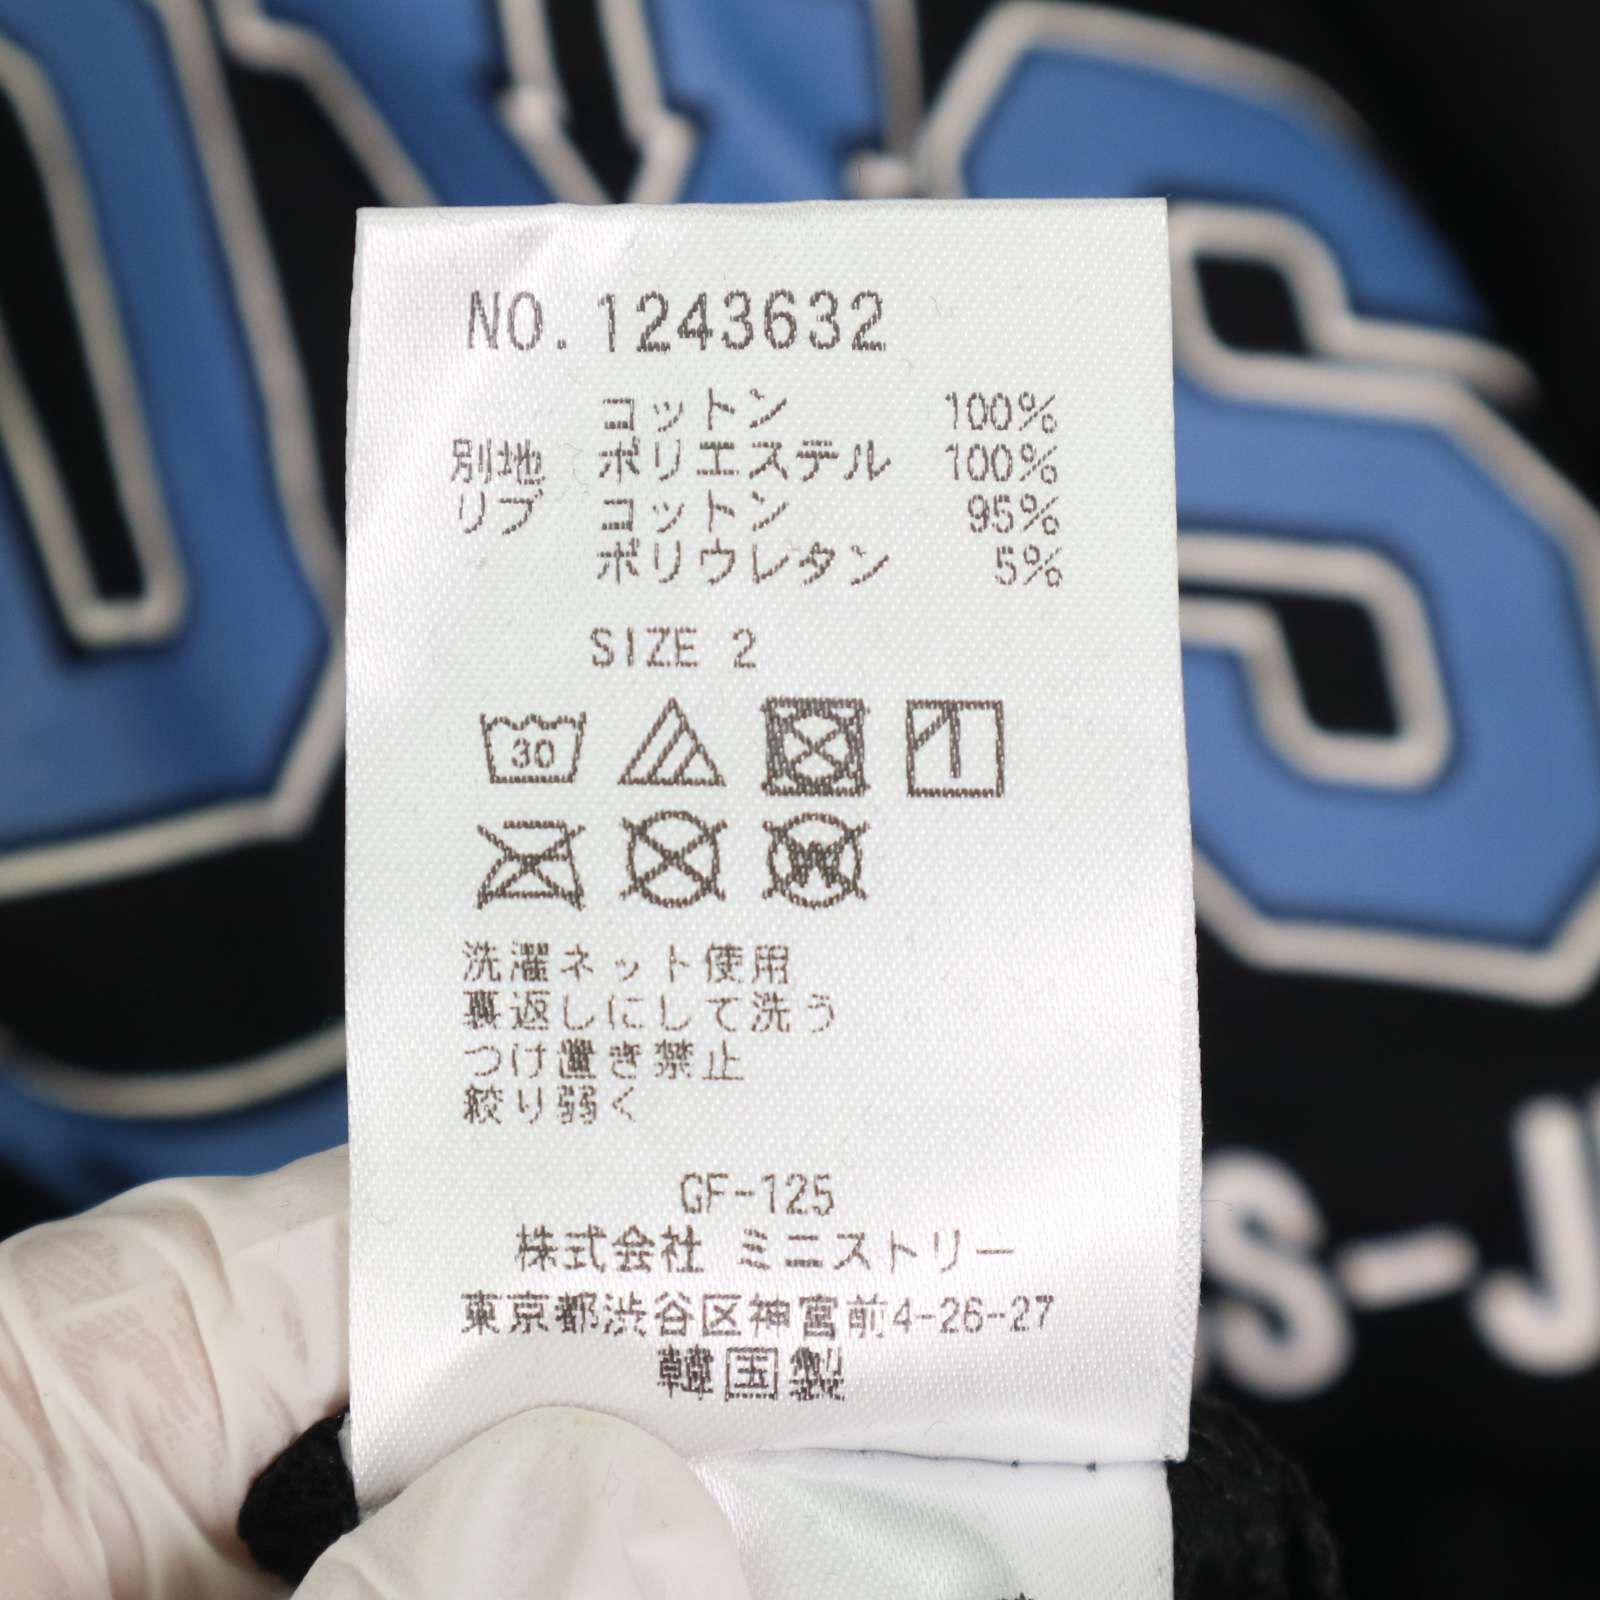 NO. 1243632
コットン 100%
別地 ポリエステル 100%
リブ コットン 95%
ポリウレタン 5%
SIZE 2
30
洗濯ネット使用
裏返しにして洗う
つけ置き禁止
絞り弱く
GF-125
株式会社 ミニストリー
東京都渋谷区神宮前4-26-27
韓国製
S-J